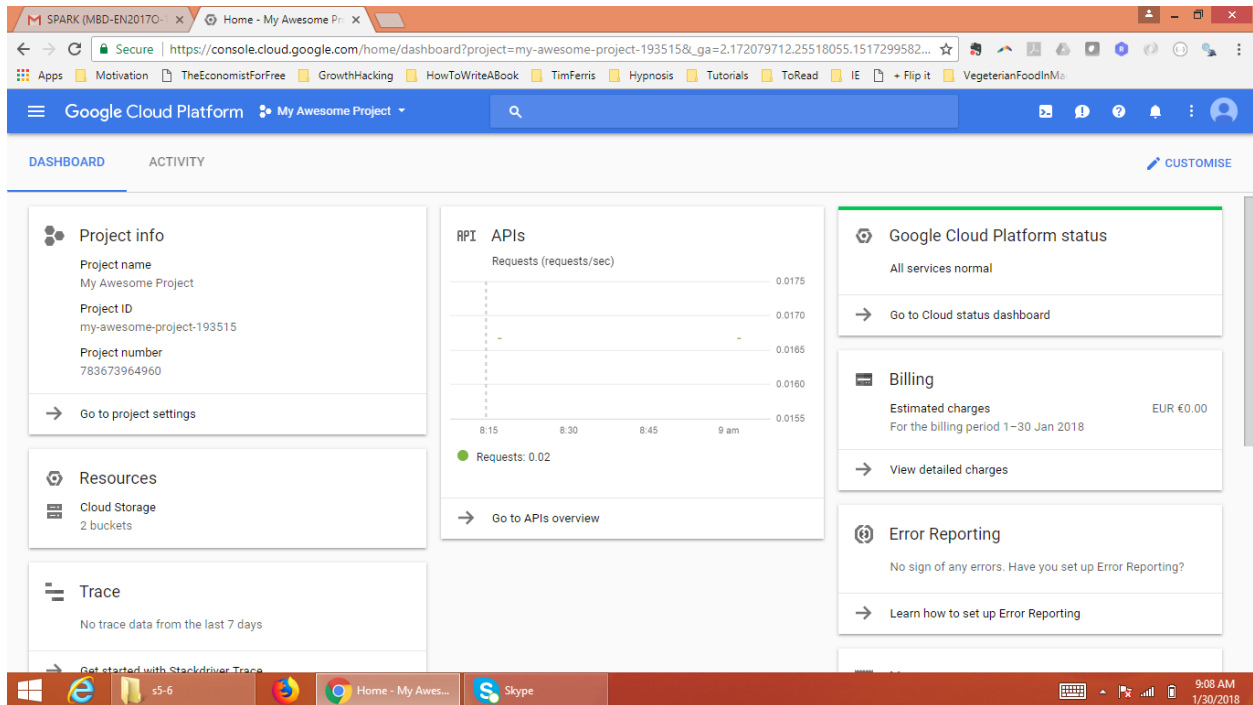 SPARK (MBD-EN2017O-
Home - My Awesome Pr
Secure https://console.cloud.google.com/home/dashboard?project=my-awesome-project-193515&_ga=2.172079712.25518055.1517299582...
Apps Motivation TheEconomistForFree GrowthHacking HowToWriteABook TimFerris Hypnosis Tutorials ToRead IE + Flip it VegeterianFoodInMa
Google Cloud Platform My Awesome Project
DASHBOARD ACTIVITY
CUSTOMISE
Project info
Project name
My Awesome Project
Project ID
my-awesome-project-193515
Project number
783673964960
Go to project settings
Resources
Cloud Storage
2 buckets
Trace
No trace data from the last 7 days
Get started with Stackdriver Trace
API APIs
Requests (requests/sec)
0.0175
0.0170
0.0165
0.0160
0.0155
8:15 8:30 8:45 9 am
Requests: 0.02
Go to APIs overview
Google Cloud Platform status
All services normal
Go to Cloud status dashboard
Billing
Estimated charges EUR €0.00
For the billing period 1–30 Jan 2018
View detailed charges
Error Reporting
No sign of any errors. Have you set up Error Reporting?
Learn how to set up Error Reporting
s5-6
Home - My Awes...
Skype
9:08 AM
1/30/2018